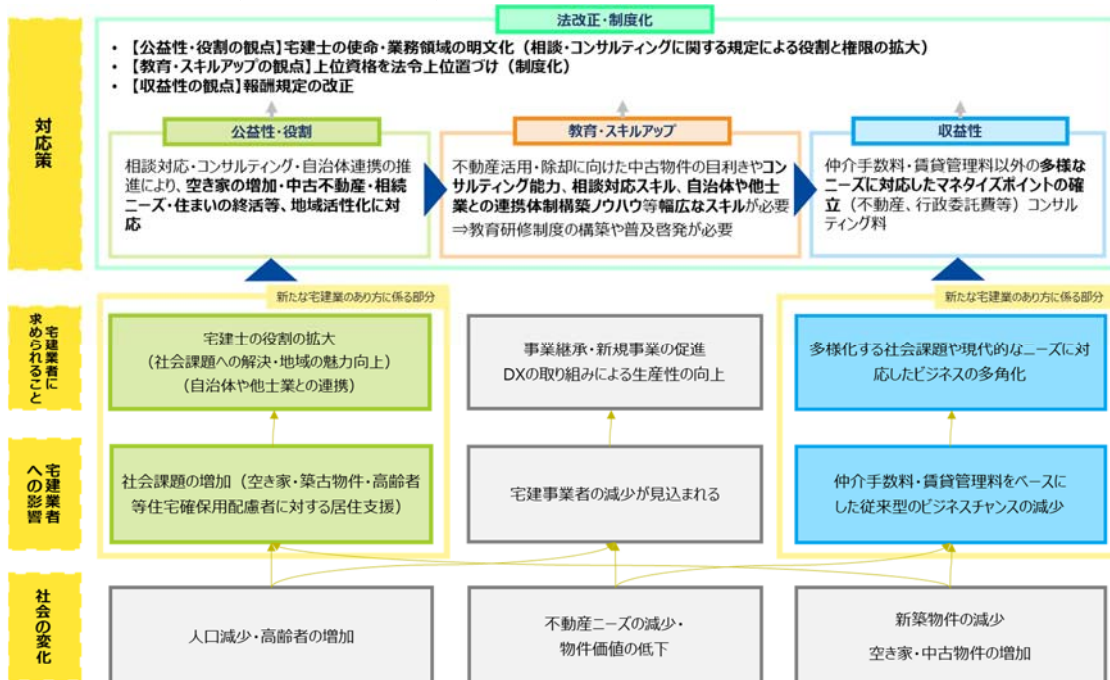 法改正・制度化
• 【公益性・役割の観点】宅建士の使命・業務領域の明文化（相談・コンサルティングに関する規定による役割と権限の拡大）
• 【教育・スキルアップの観点】上位資格を法令上位置づけ（制度化）
• 【収益性の観点】報酬規定の改正
対応策
公益性・役割
相談対応・コンサルティング・自治体連携の推
進により、空き家の増加・中古不動産・相続
ニーズ・住まいの終活等、地域活性化に対
応
教育・スキルアップ
不動産活用・除却に向けた中古物件の目利きやコン
サルティング能力、相談対応スキル、自治体や他士
業との連携体制構築ノウハウ等幅広なスキルが必要
⇒教育研修制度の構築や普及啓発が必要
収益性
仲介手数料・賃貸管理料以外の多様な
ニーズに対応したマネタイズポイントの確
立（不動産、行政委託費等）コンサル
ティング料
宅建業者に
求められること
新たな宅建業のあり方に係る部分
宅建士の役割の拡大
（社会課題への解決・地域の魅力向上）
（自治体や他士業との連携）
事業継承・新規事業の促進
DXの取り組みによる生産性の向上
新たな宅建業のあり方に係る部分
多様化する社会課題や現代的なニーズに対
応したビジネスの多角化
宅建業者
への影響
社会課題の増加（空き家・築古物件・高齢者
等住宅確保用配慮者に対する居住支援）
宅建事業者の減少が見込まれる
仲介手数料・賃貸管理料をベースに
した従来型のビジネスチャンスの減少
社会の変化
人口減少・高齢者の増加
不動産ニーズの減少・
物件価値の低下
新築物件の減少
空き家・中古物件の増加